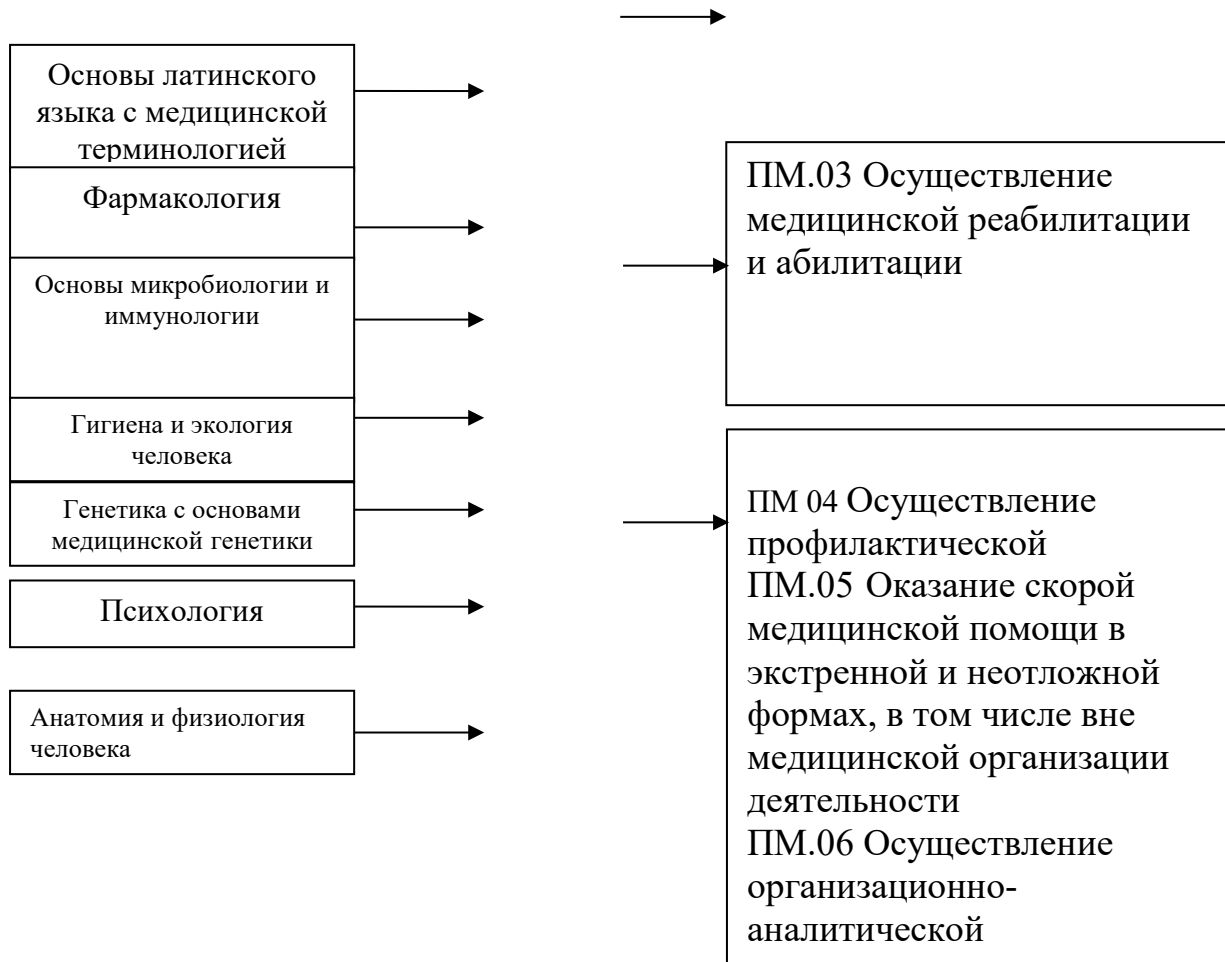 Основы латинского
языка с медицинской
терминологией
Фармакология
Основы микробиологии и
иммунологии
Гигиена и экология
человека
Генетика с основами
медицинской генетики
Психология
Анатомия и физиология
человека
ПМ.03 Осуществление
медицинской реабилитации
и абилитации
ПМ 04 Осуществление
профилактической
ПМ.05 Оказание скорой
медицинской помощи в
экстренной и неотложной
формах, в том числе вне
медицинской организации
деятельности
ПМ.06 Осуществление
организационно-
аналитической